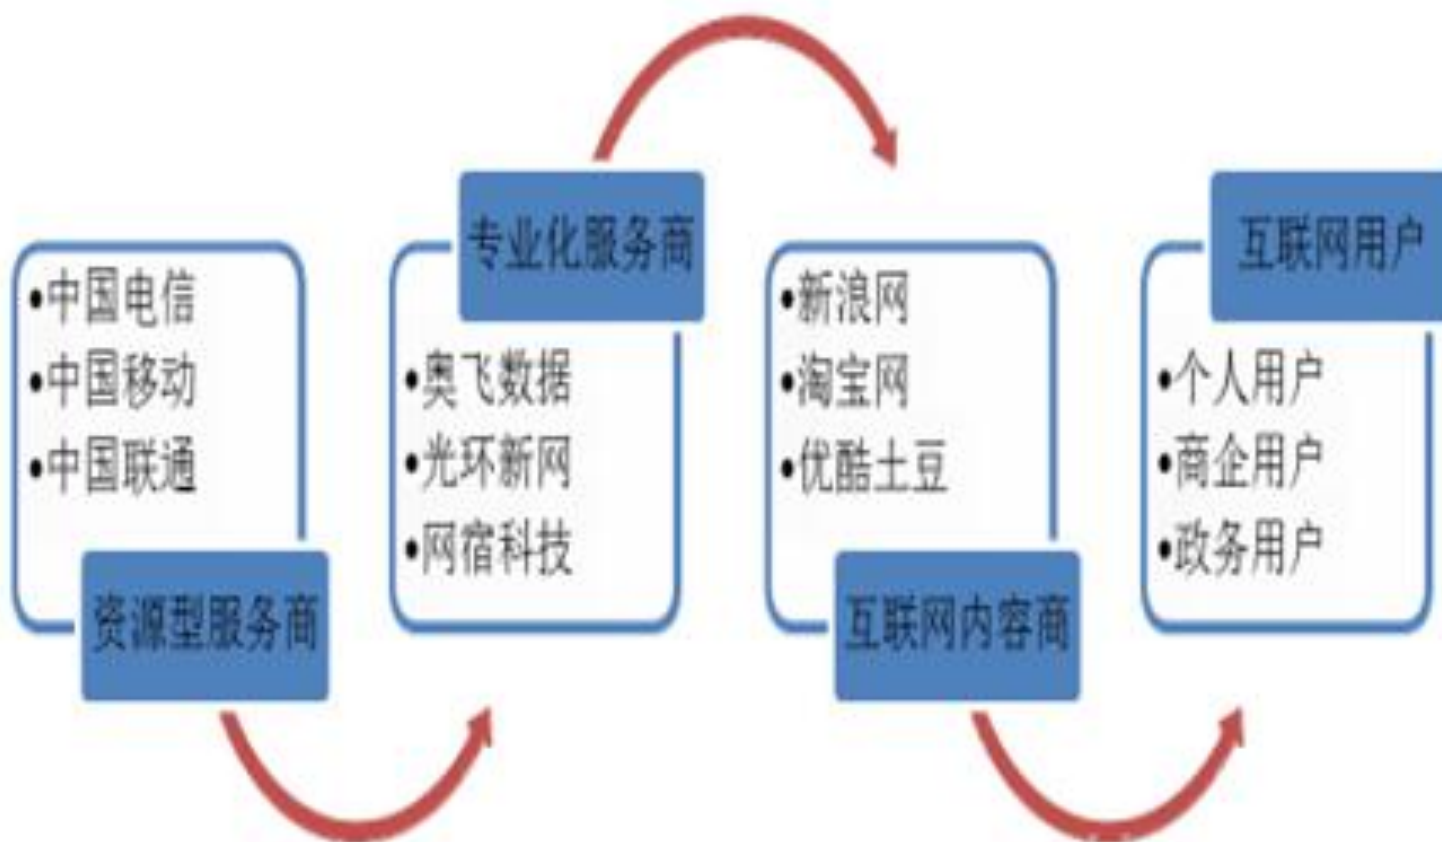 中国电信
中国移动
中国联通
资源型服务商
专业化服务商
奥飞数据
光环新网
网宿科技
新浪网
淘宝网
优酷土豆
互联网内容商
互联网用户
个人用户
商企用户
政务用户